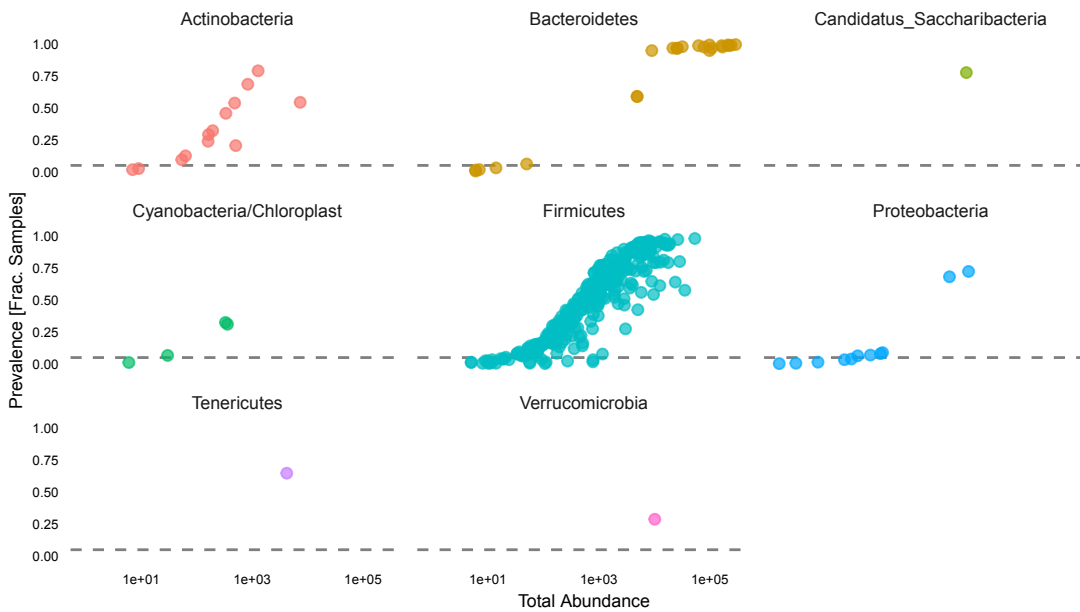 Actinobacteria
Bacteroidetes
Candidatus_Saccharibacteria
1.00
0.75
0.50
0.25
0.00
Cyanobacteria/Chloroplast
Firmicutes
Proteobacteria
Prevalence [Frac. Samples]
1.00
0.75
0.50
0.25
0.00
Tenericutes
Verrucomicrobia
1.00
0.75
0.50
0.25
0.00
1e+01 1e+03 1e+05
1e+01 1e+03 1e+05
Total Abundance